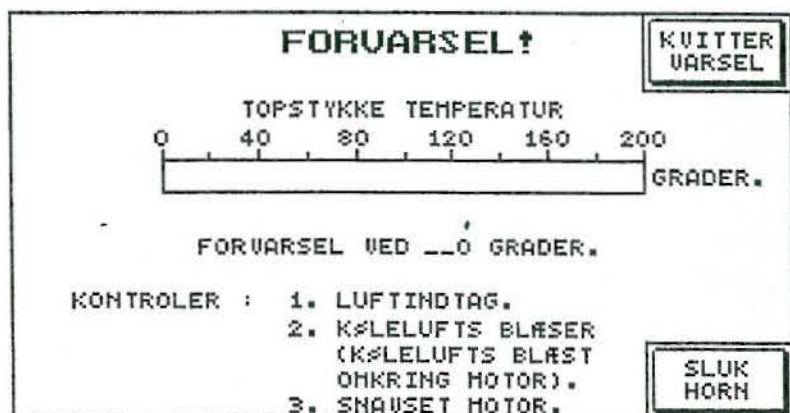 FORVARSEL!
KVITTER
VARSEL
TOPSTYKKE TEMPERATUR
0 40 80 120 160 200
GRADER.
FORVARSEL VED __0 GRADER.
KONTROLER : 1. LUFTINDTAG.
2. KØLELUFTS BLÆSER
(KØLELUFTS BLÆST
OMKRING MOTOR).
3. SNAVSET MOTOR.
SLUK
HORN